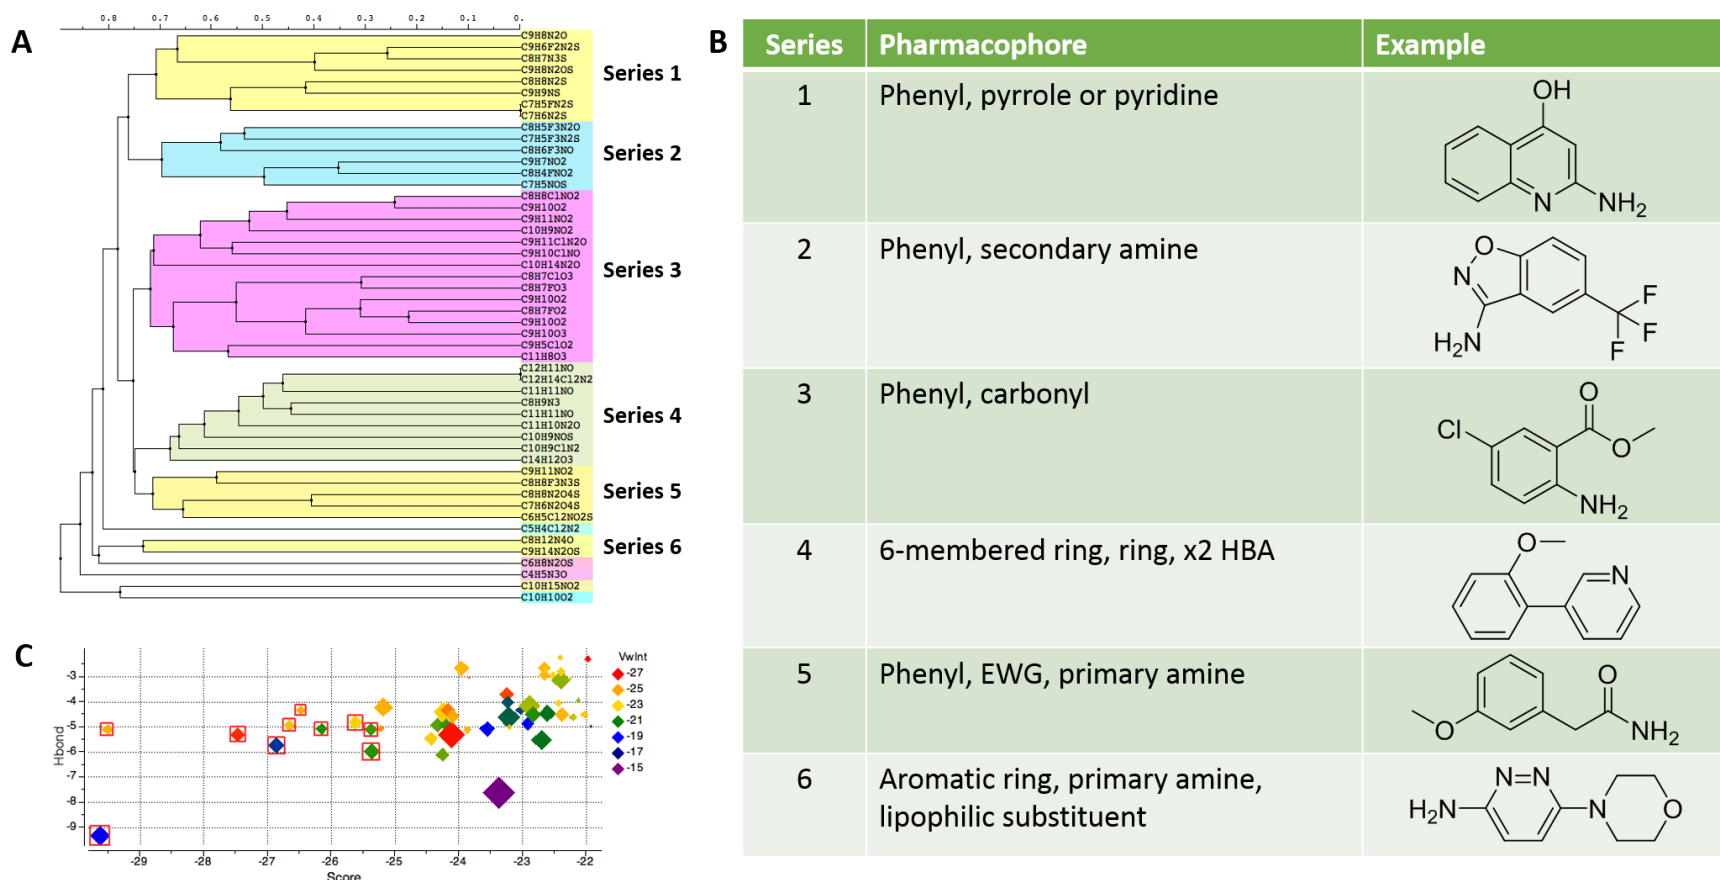 A
0.8 0.7 0.6 0.5 0.4 0.3 0.2 0.1 0.
C9H8N2O
C9H6F2N2S
C8H7N3S
C9H8N2OS
C8H8N2S
C9H9NS
C7H5FN2S
C7H6N2S
Series 1
C8H5F3N2O
C7H5F3N2S
C8H6F3NO
C9H7NO2
C8H4FNO2
C7H5NOS
Series 2
C8H8ClNO2
C9H10O2
C9H11NO2
C10H9NO2
C9H11ClN2O
C9H10ClNO
C10H14N2O
C8H7ClO3
C8H7FO3
C9H10O2
C8H7FO2
C9H10O2
C9H10O3
C9H5ClO2
C11H8O3
Series 3
C12H11NO
C12H14Cl2N2
C11H11NO
C8H9N3
C11H11NO
C11H10N2O
C10H9NOS
C10H9ClN2
C14H12O3
Series 4
C9H11NO2
C8H8F3N3S
C8H8N2O4S
C7H6N2O4S
C6H5Cl2NO2S
Series 5
C5H4Cl2N2
C8H12N4O
C9H14N2OS
Series 6
C6H8N2OS
C4H5N3O
C10H15NO2
C10H10O2
B
Series Pharmacophore Example
1 Phenyl, pyrrole or pyridine
OH
N NH2
2 Phenyl, secondary amine
O
N
F
F
F
H2N
3 Phenyl, carbonyl
O
Cl
O
NH2
4 6-membered ring, ring, x2 HBA
O
N
5 Phenyl, EWG, primary amine
O
O
NH2
6 Aromatic ring, primary amine,
lipophilic substituent
N=N
H2N
N
O
C
VwInt
-27
-25
-23
-21
-19
-17
-15
Hbond
-3
-4
-5
-6
-7
-8
-9
-29 -28 -27 -26 -25 -24 -23 -22
Score